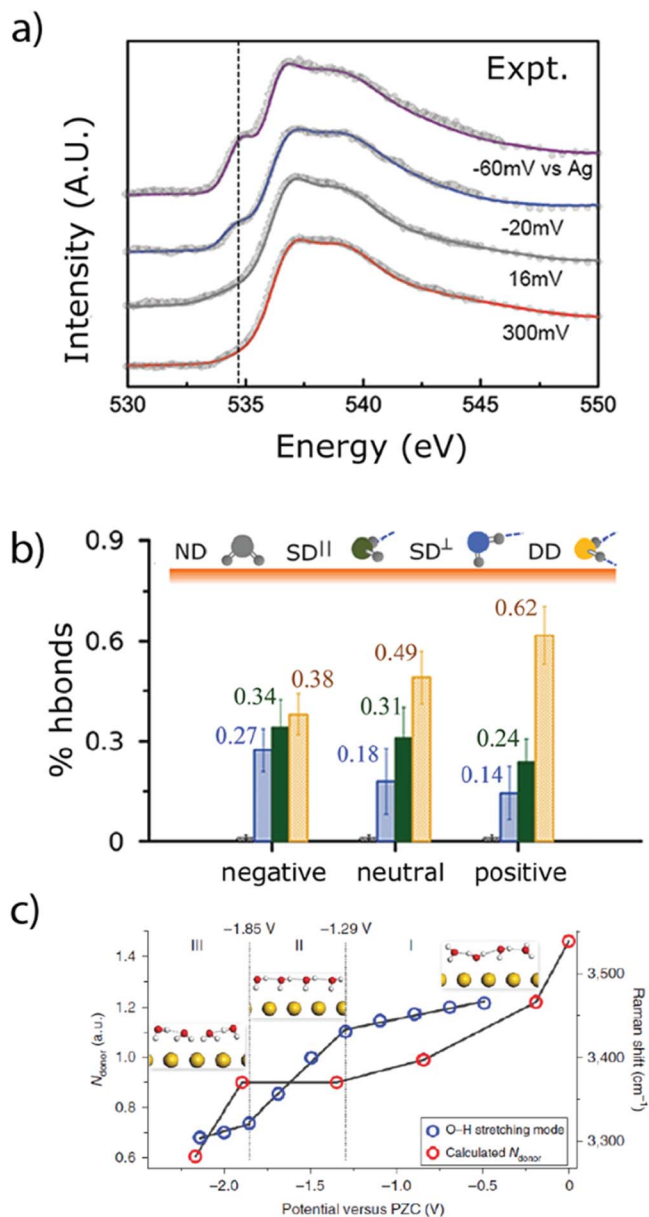 a)
Expt.
Intensity (A.U.)
-60mV vs Ag
-20mV
16mV
300mV
530 535 540 545 550
Energy (eV)
b)
ND SD|| SD⊥ DD
0.9
0.6
0.3
0
% hbonds
0.27 0.34 0.38
0.18 0.31 0.49
0.14 0.24 0.62
negative neutral positive
c)
−1.85 V −1.29 V
III II I
1.4
1.2
1.0
0.9
0.8
0.6
N donor (a.u.)
3,500
3,400
3,300
Raman shift (cm⁻¹)
O–H stretching mode
Calculated N donor
−2.0 −1.5 −1.0 −0.5 0
Potential versus PZC (V)